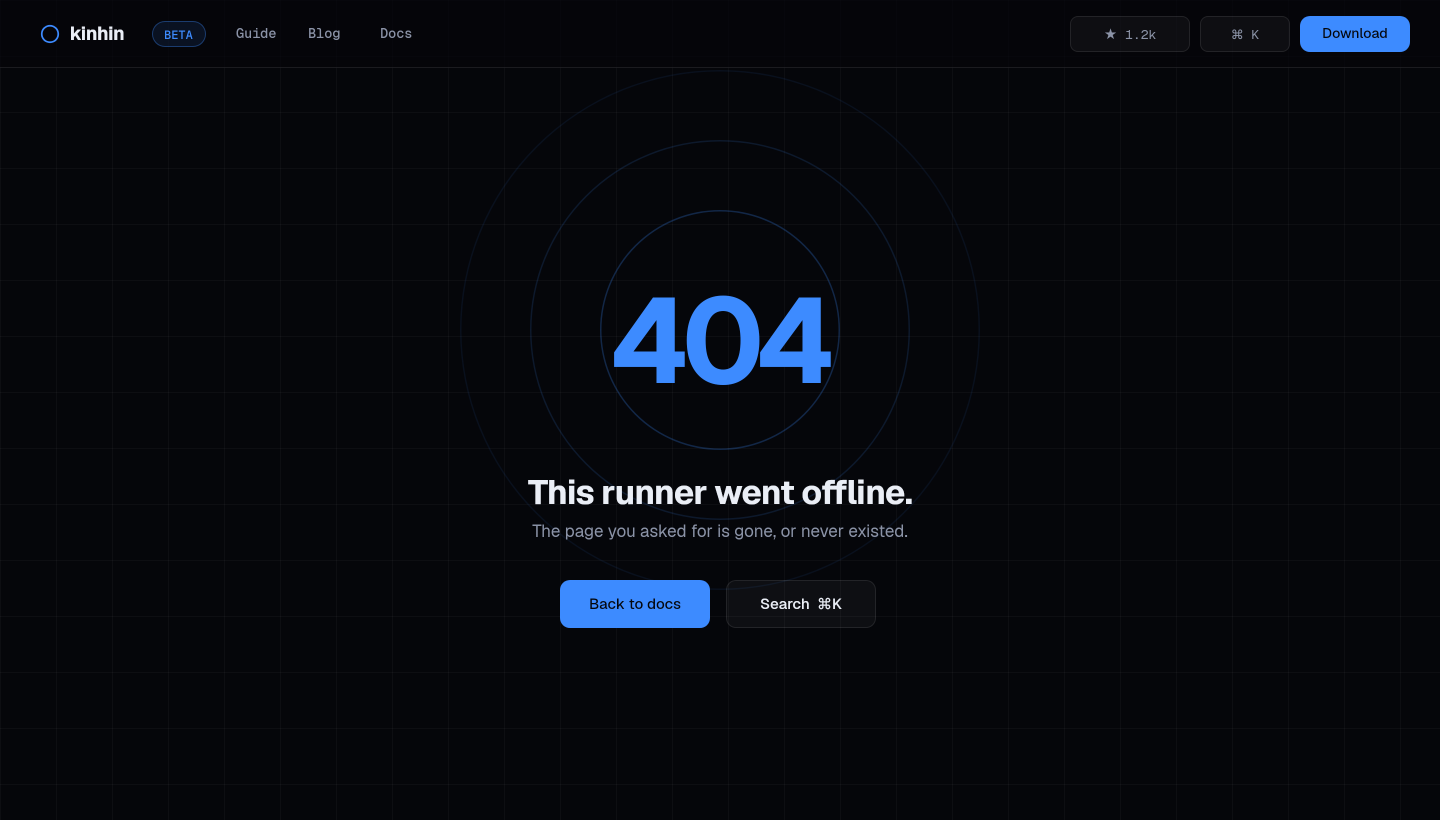 kinhin BETA Guide Blog Docs ★ 1.2k ⌘ K Download
404
This runner went offline.
The page you asked for is gone, or never existed.
Back to docs Search ⌘K